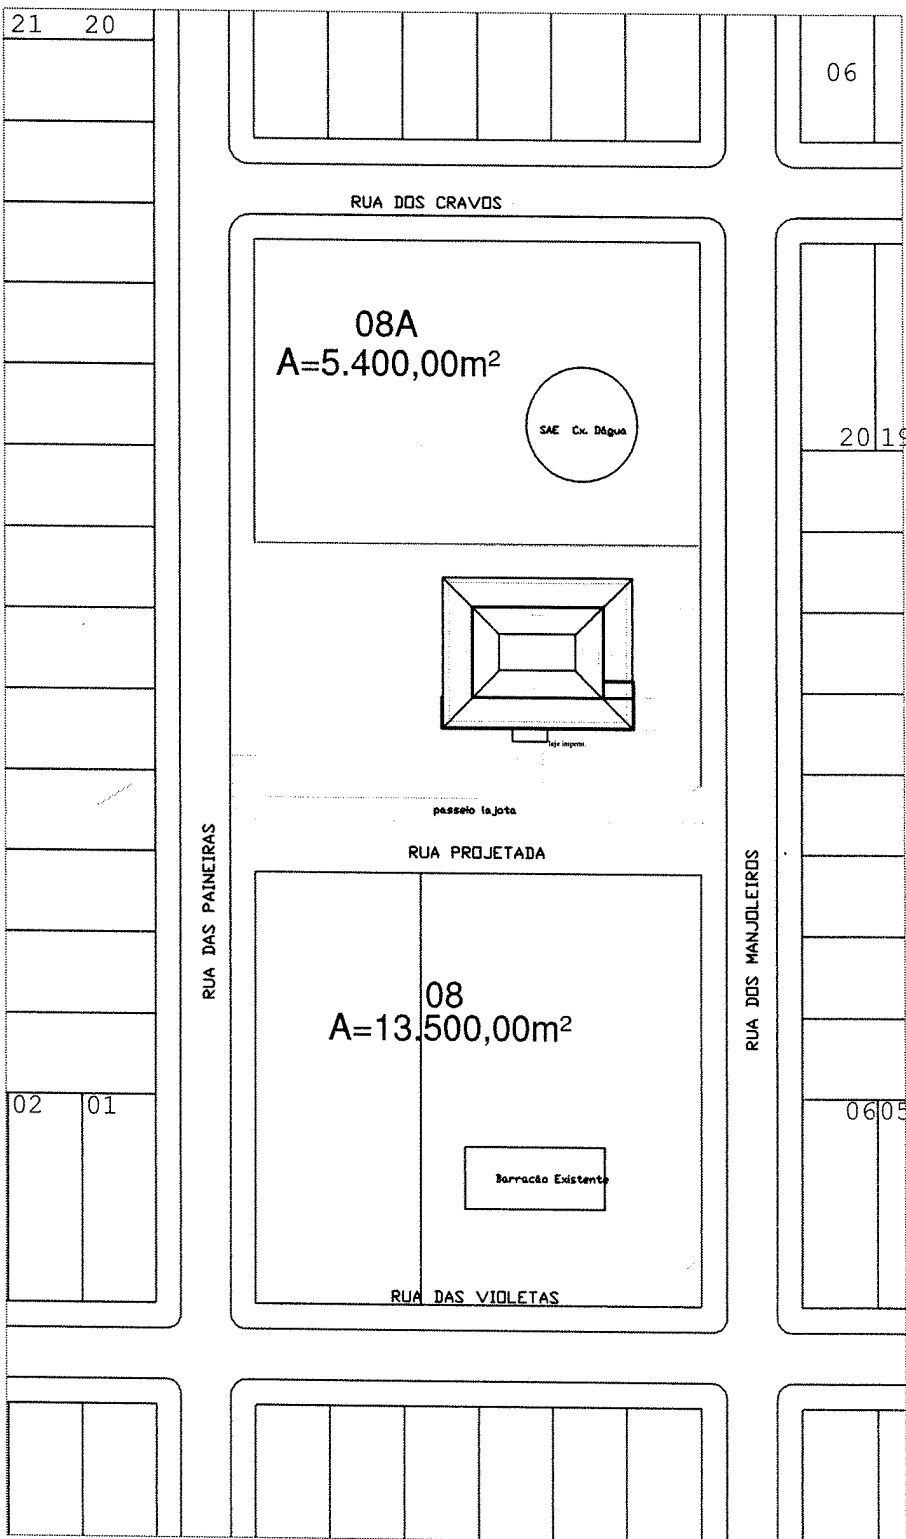 21 20
06
RUA DOS CRAVOS
08A
A=5.400,00m²
SAE Cx. Dágua
20 19
laje imperm.
passeio lajota
RUA PROJETADA
RUA DAS PAINEIRAS
RUA DOS MANJOLEIROS
08
A=13.500,00m²
02 01
06 05
Barracão Existente
RUA DAS VIOLETAS